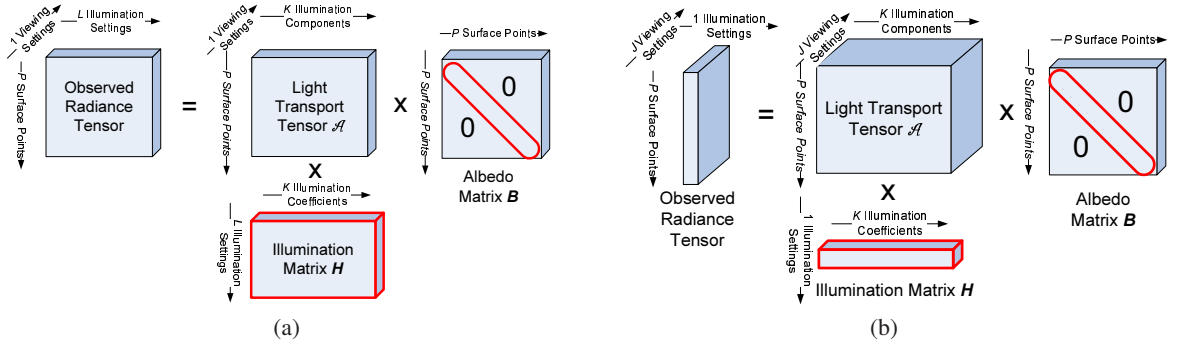 1 Viewing
Settings
L Illumination
Settings
P Surface Points
Observed
Radiance
Tensor
=
1 Viewing
Settings
K Illumination
Components
P Surface Points
Light
Transport
Tensor 𝒜
X
P Surface Points
P Surface Points
0
0
Albedo
Matrix B
X
K Illumination
Coefficients
L Illumination
Settings
Illumination
Matrix H
(a)
J Viewing
Settings
1 Illumination
Settings
P Surface Points
Observed
Radiance
Tensor
=
J Viewing
Settings
K Illumination
Components
P Surface Points
Light Transport
Tensor 𝒜
X
P Surface Points
P Surface Points
0
0
Albedo
Matrix B
X
K Illumination
Coefficients
1 Illumination
Settings
Illumination Matrix H
(b)